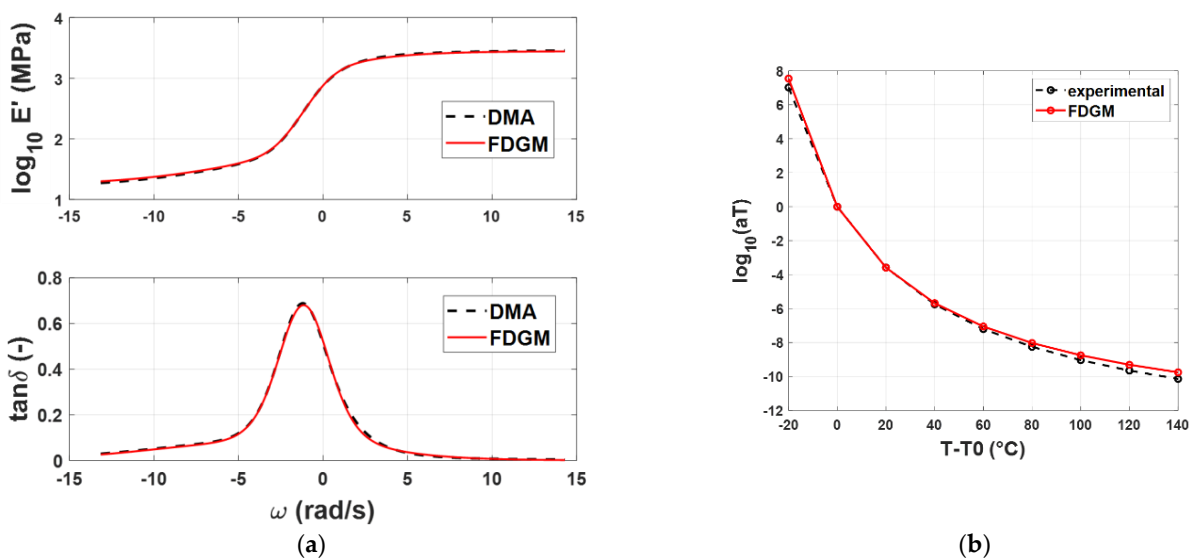 4
3
2
1
log10 E' (MPa)
DMA
FDGM
-15 -10 -5 0 5 10 15
0.8
0.6
0.4
0.2
0
tanδ (-)
DMA
FDGM
-15 -10 -5 0 5 10 15
ω (rad/s)
(a)
8
6
4
2
0
-2
-4
-6
-8
-10
-12
log10(aT)
experimental
FDGM
-20 0 20 40 60 80 100 120 140
T-T0 (°C)
(b)